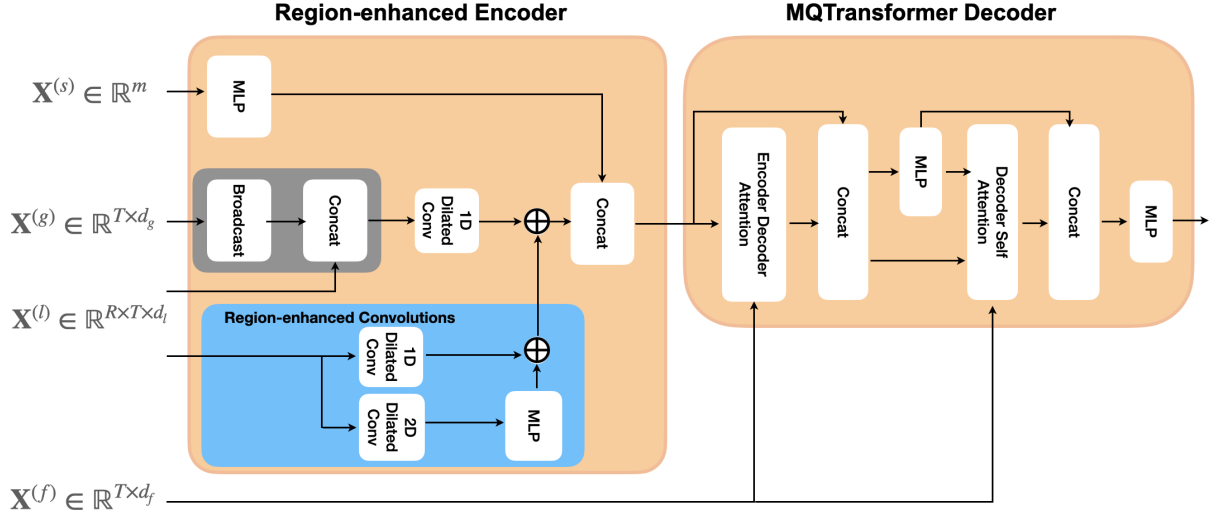 Region-enhanced Encoder
MQTransformer Decoder
X^(s) ∈ ℝ^m
MLP
X^(g) ∈ ℝ^{T×d_g}
Broadcast
Concat
1D
Dilated
Conv
Concat
X^(l) ∈ ℝ^{R×T×d_l}
Region-enhanced Convolutions
1D
Dilated
Conv
2D
Dilated
Conv
MLP
X^(f) ∈ ℝ^{T×d_f}
Encoder Decoder
Attention
Concat
MLP
Decoder Self
Attention
Concat
MLP